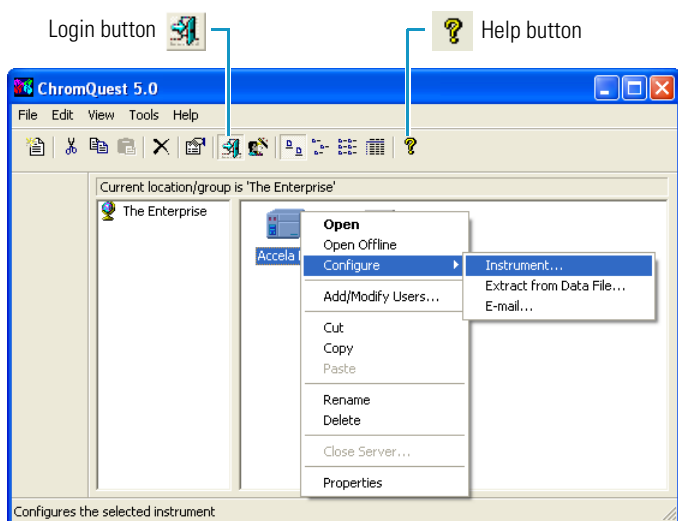 Login button
Help button
ChromQuest 5.0
File Edit View Tools Help
Current location/group is 'The Enterprise'
The Enterprise
Accela
Open
Open Offline
Configure
Add/Modify Users...
Cut
Copy
Paste
Rename
Delete
Close Server...
Properties
Instrument...
Extract from Data File...
E-mail...
Configures the selected instrument